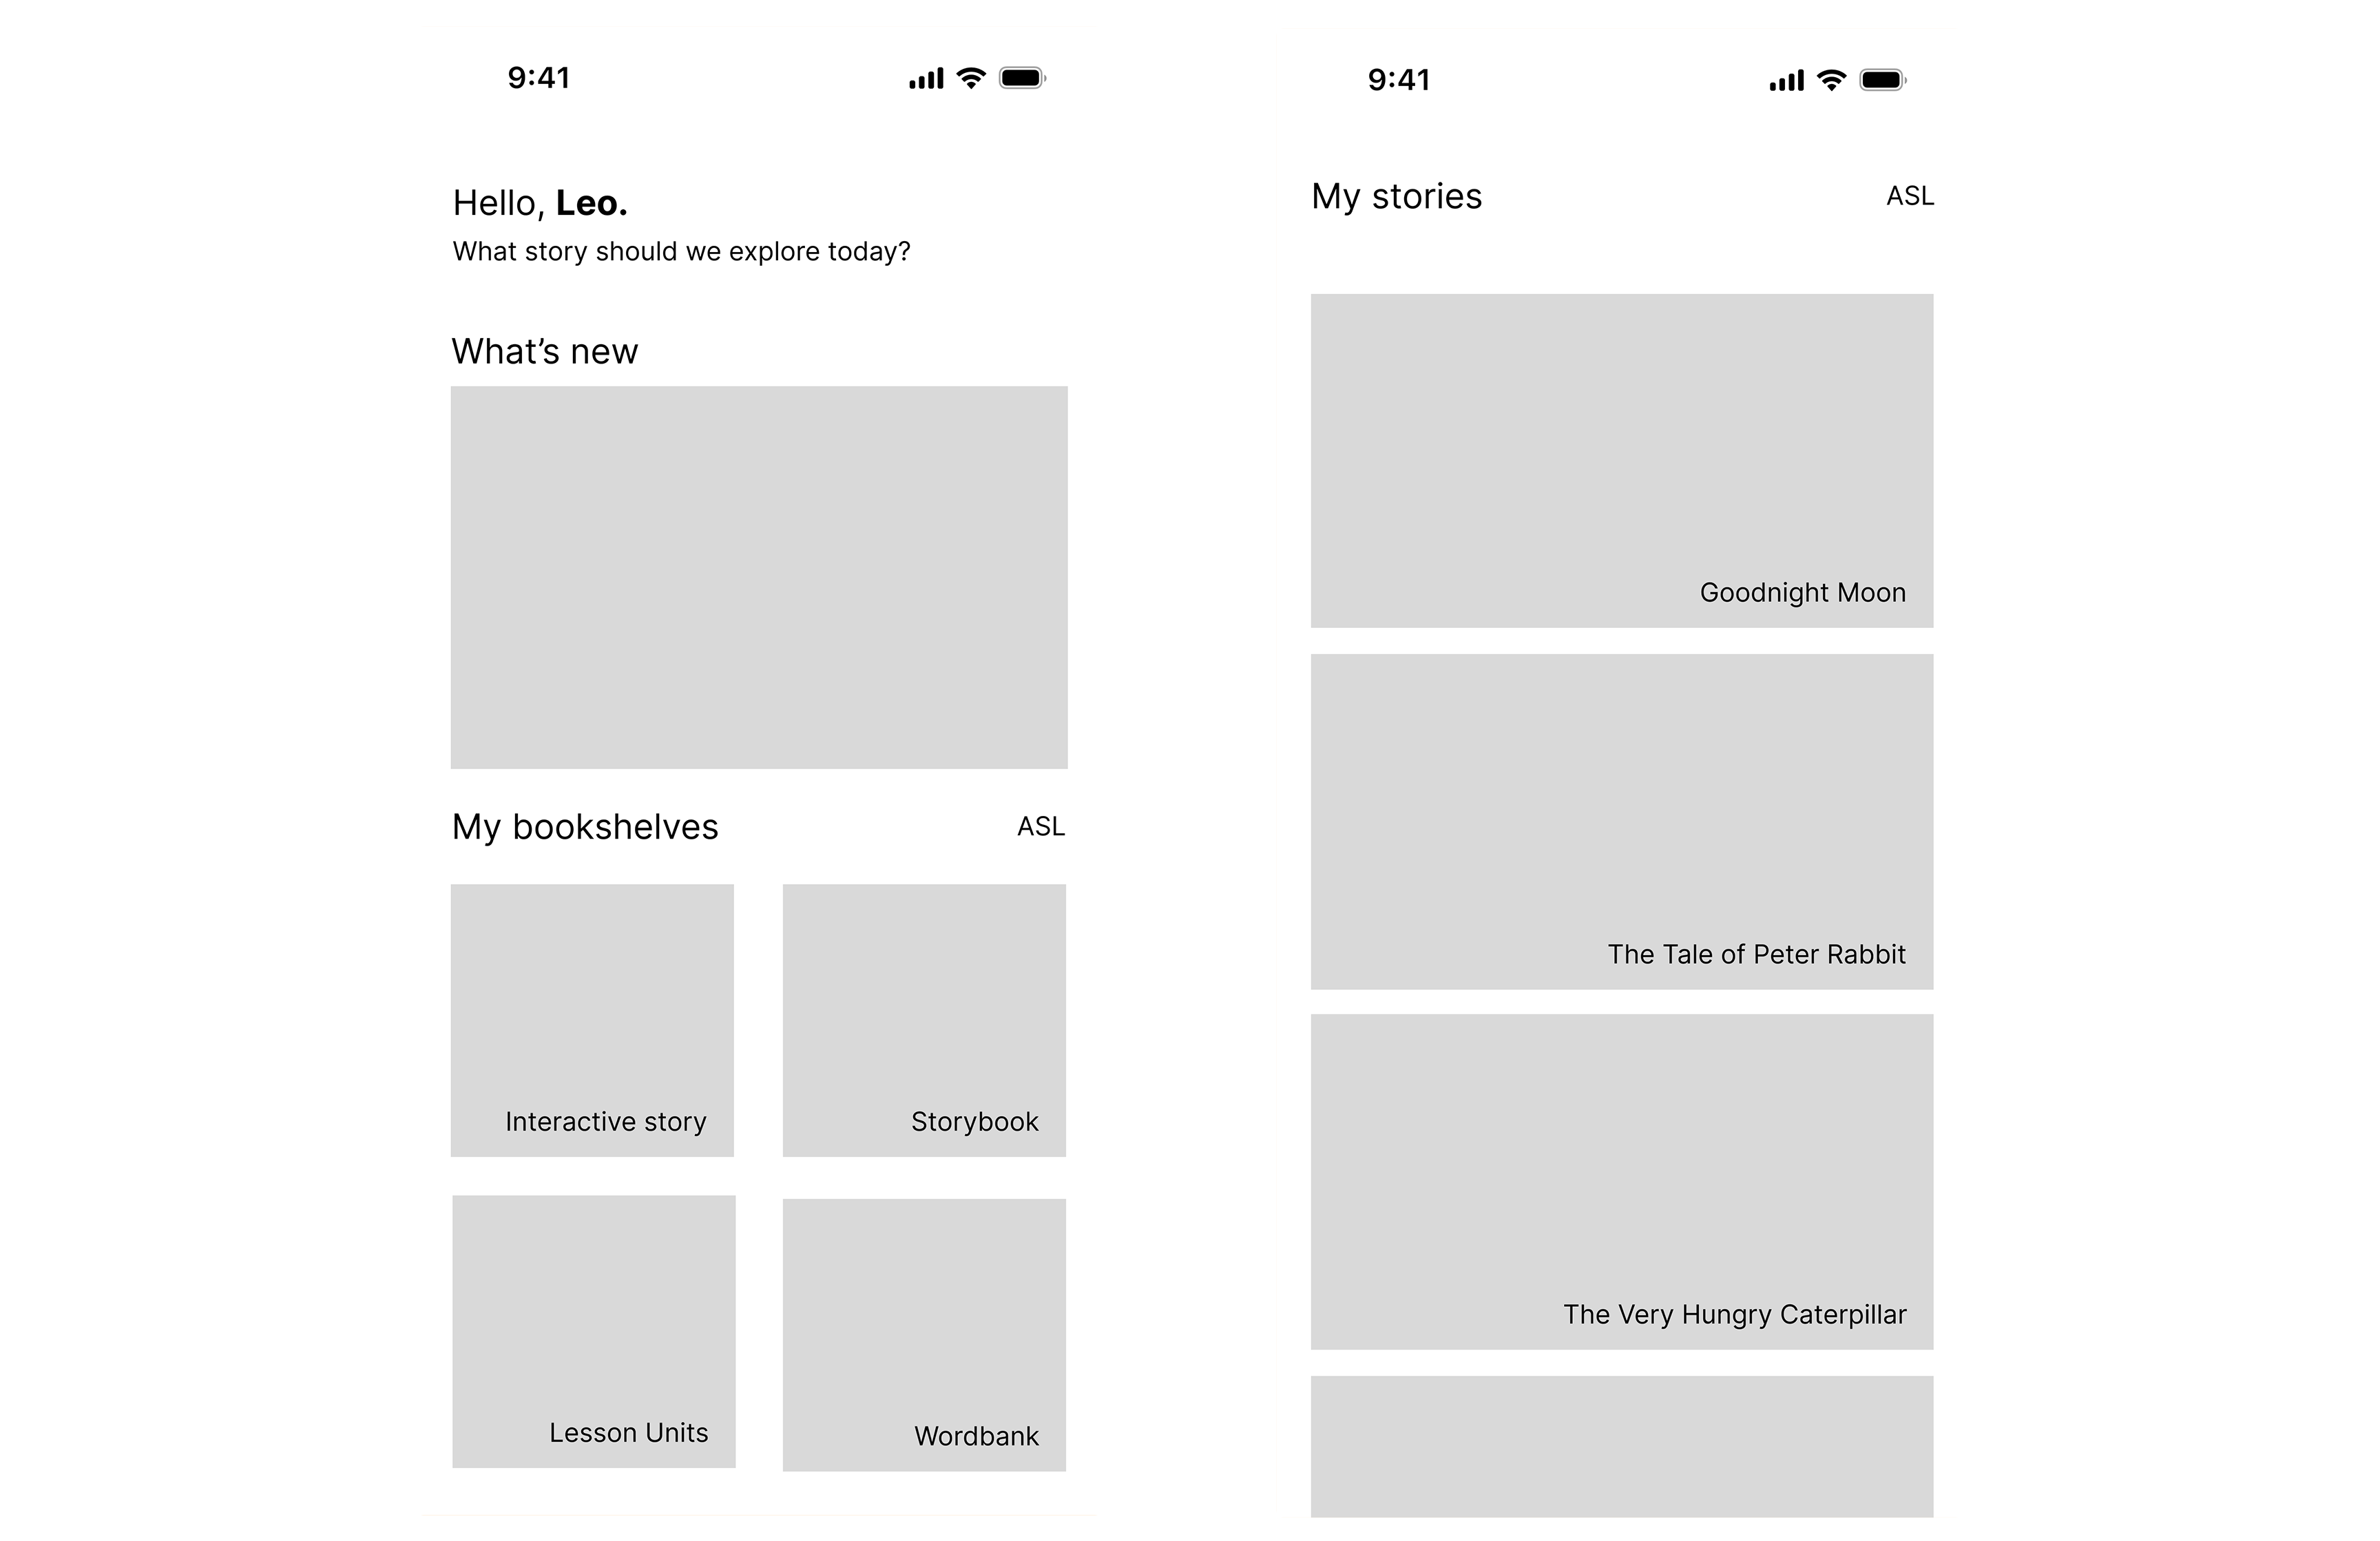 9:41
Hello, Leo.
What story should we explore today?
What’s new
My bookshelves
ASL
Interactive story
Storybook
Lesson Units
Wordbank
9:41
My stories
ASL
Goodnight Moon
The Tale of Peter Rabbit
The Very Hungry Caterpillar